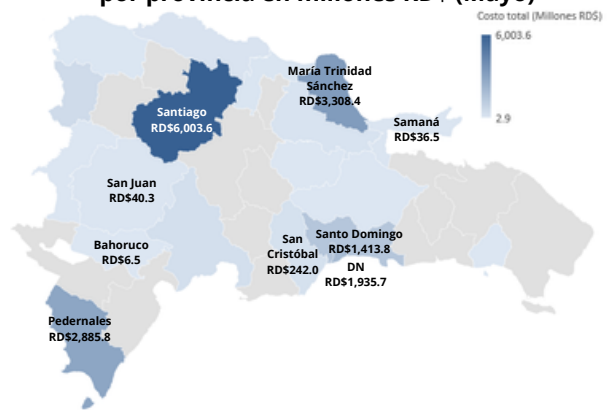 por provincia en millones RD$ (mayo)
Costo total (Millones RD$)
6,003.6
2.9
María Trinidad
Sánchez
RD$3,308.4
Santiago
RD$6,003.6
Samaná
RD$36.5
San Juan
RD$40.3
Bahoruco
RD$6.5
San
Cristóbal
RD$242.0
Santo Domingo
RD$1,413.8
DN
RD$1,935.7
Pedernales
RD$2,885.8